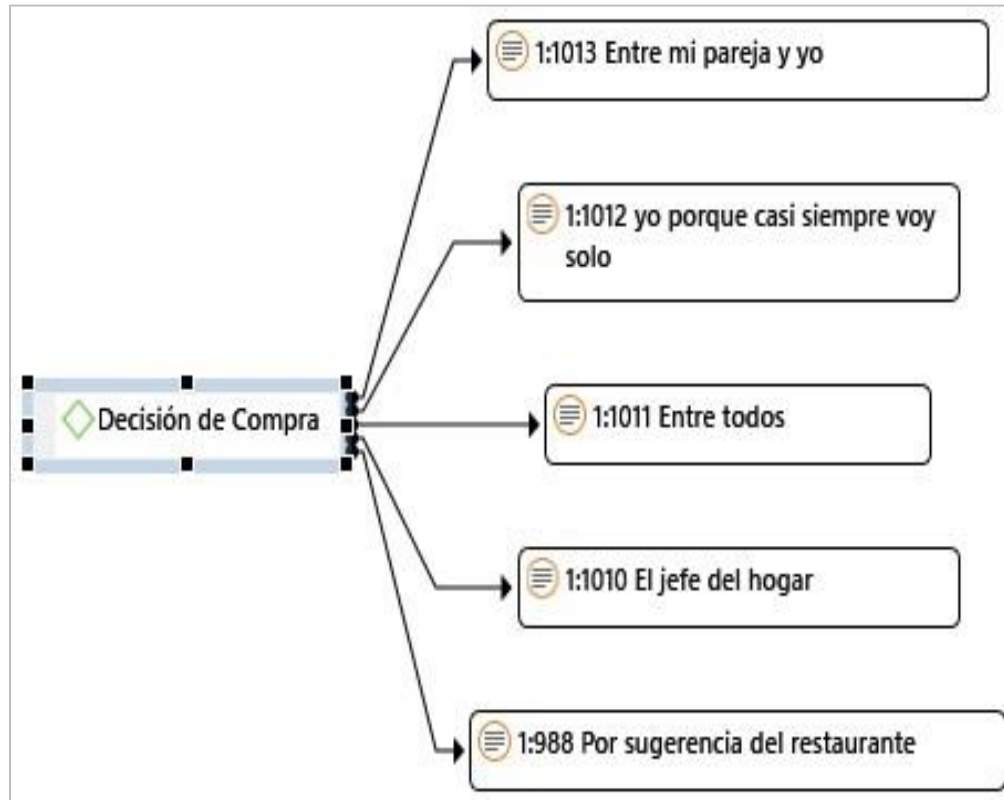 1:1013 Entre mi pareja y yo
1:1012 yo porque casi siempre voy
solo
Decisión de Compra
1:1011 Entre todos
1:1010 El jefe del hogar
1:988 Por sugerencia del restaurante